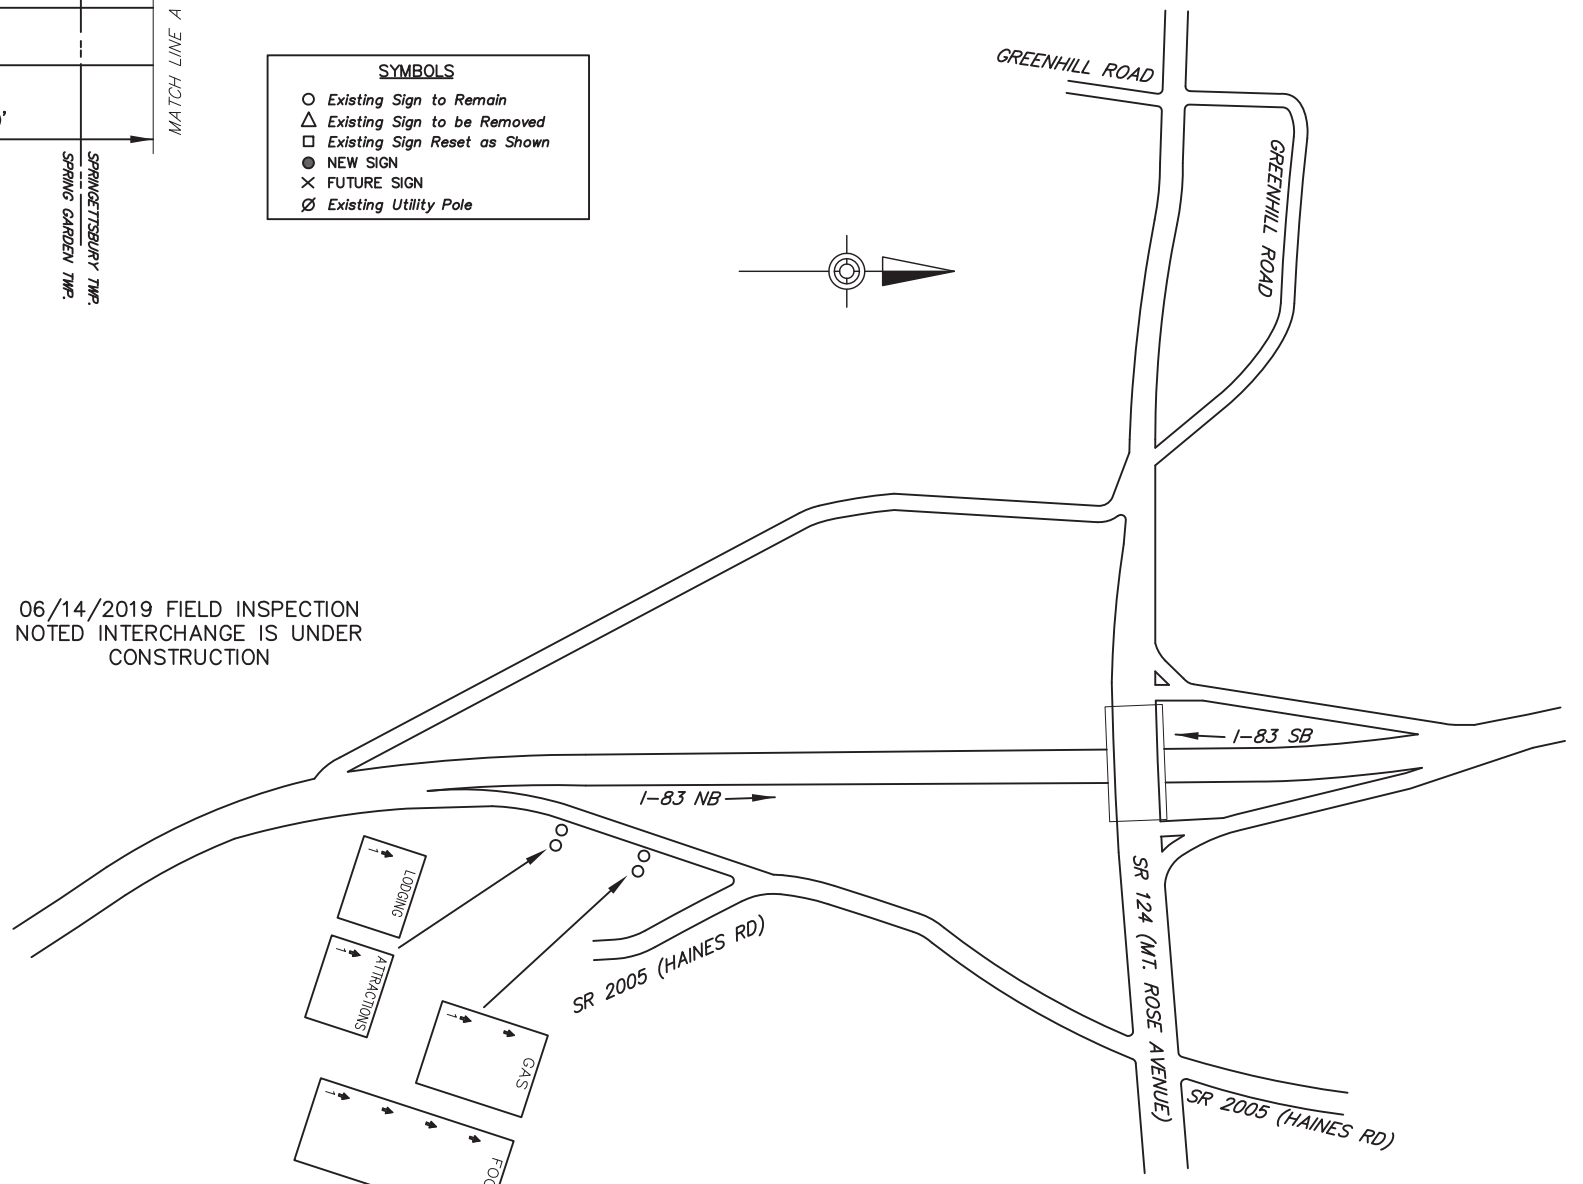 MATCH LINE A
SPRINGETTSBURY TWP.
SPRING GARDEN TWP.
SYMBOLS
Existing Sign to Remain
Existing Sign to be Removed
Existing Sign Reset as Shown
NEW SIGN
FUTURE SIGN
Existing Utility Pole
GREENHILL ROAD
GREENHILL ROAD
06/14/2019 FIELD INSPECTION
NOTED INTERCHANGE IS UNDER
CONSTRUCTION
I-83 SB
I-83 NB
1
LODGING
1
ATTRACTIONS
1
GAS
1
SR 2005 (HAINES RD)
SR 124 (MT. ROSE AVENUE)
SR 2005 (HAINES RD)